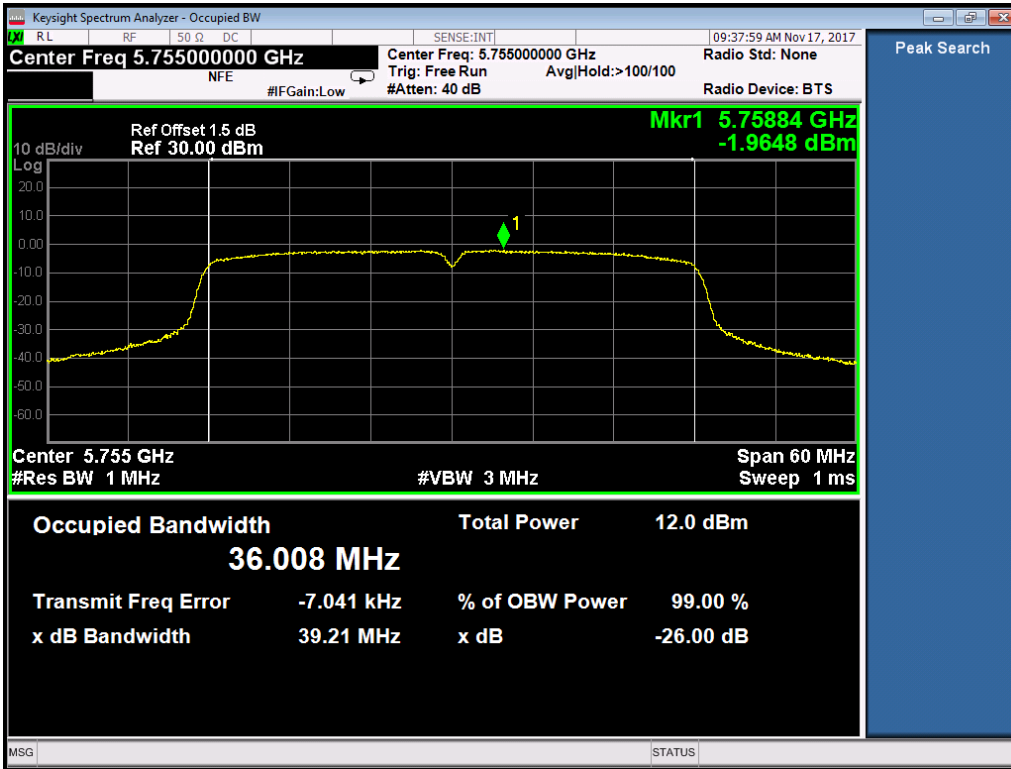 Keysight Spectrum Analyzer - Occupied BW
LXI RL RF 50 Ω DC SENSE:INT 09:37:59 AM Nov 17, 2017
Center Freq 5.755000000 GHz Center Freq: 5.755000000 GHz Radio Std: None
NFE Trig: Free Run Avg|Hold:>100/100
#IFGain:Low #Atten: 40 dB Radio Device: BTS
Peak Search
Ref Offset 1.5 dB Mkr1 5.75884 GHz
10 dB/div Ref 30.00 dBm -1.9648 dBm
Log
20.0
10.0
1
0.00
-10.0
-20.0
-30.0
-40.0
-50.0
-60.0
Center 5.755 GHz Span 60 MHz
#Res BW 1 MHz #VBW 3 MHz Sweep 1 ms
Occupied Bandwidth Total Power 12.0 dBm
36.008 MHz
Transmit Freq Error -7.041 kHz % of OBW Power 99.00 %
x dB Bandwidth 39.21 MHz x dB -26.00 dB
MSG STATUS